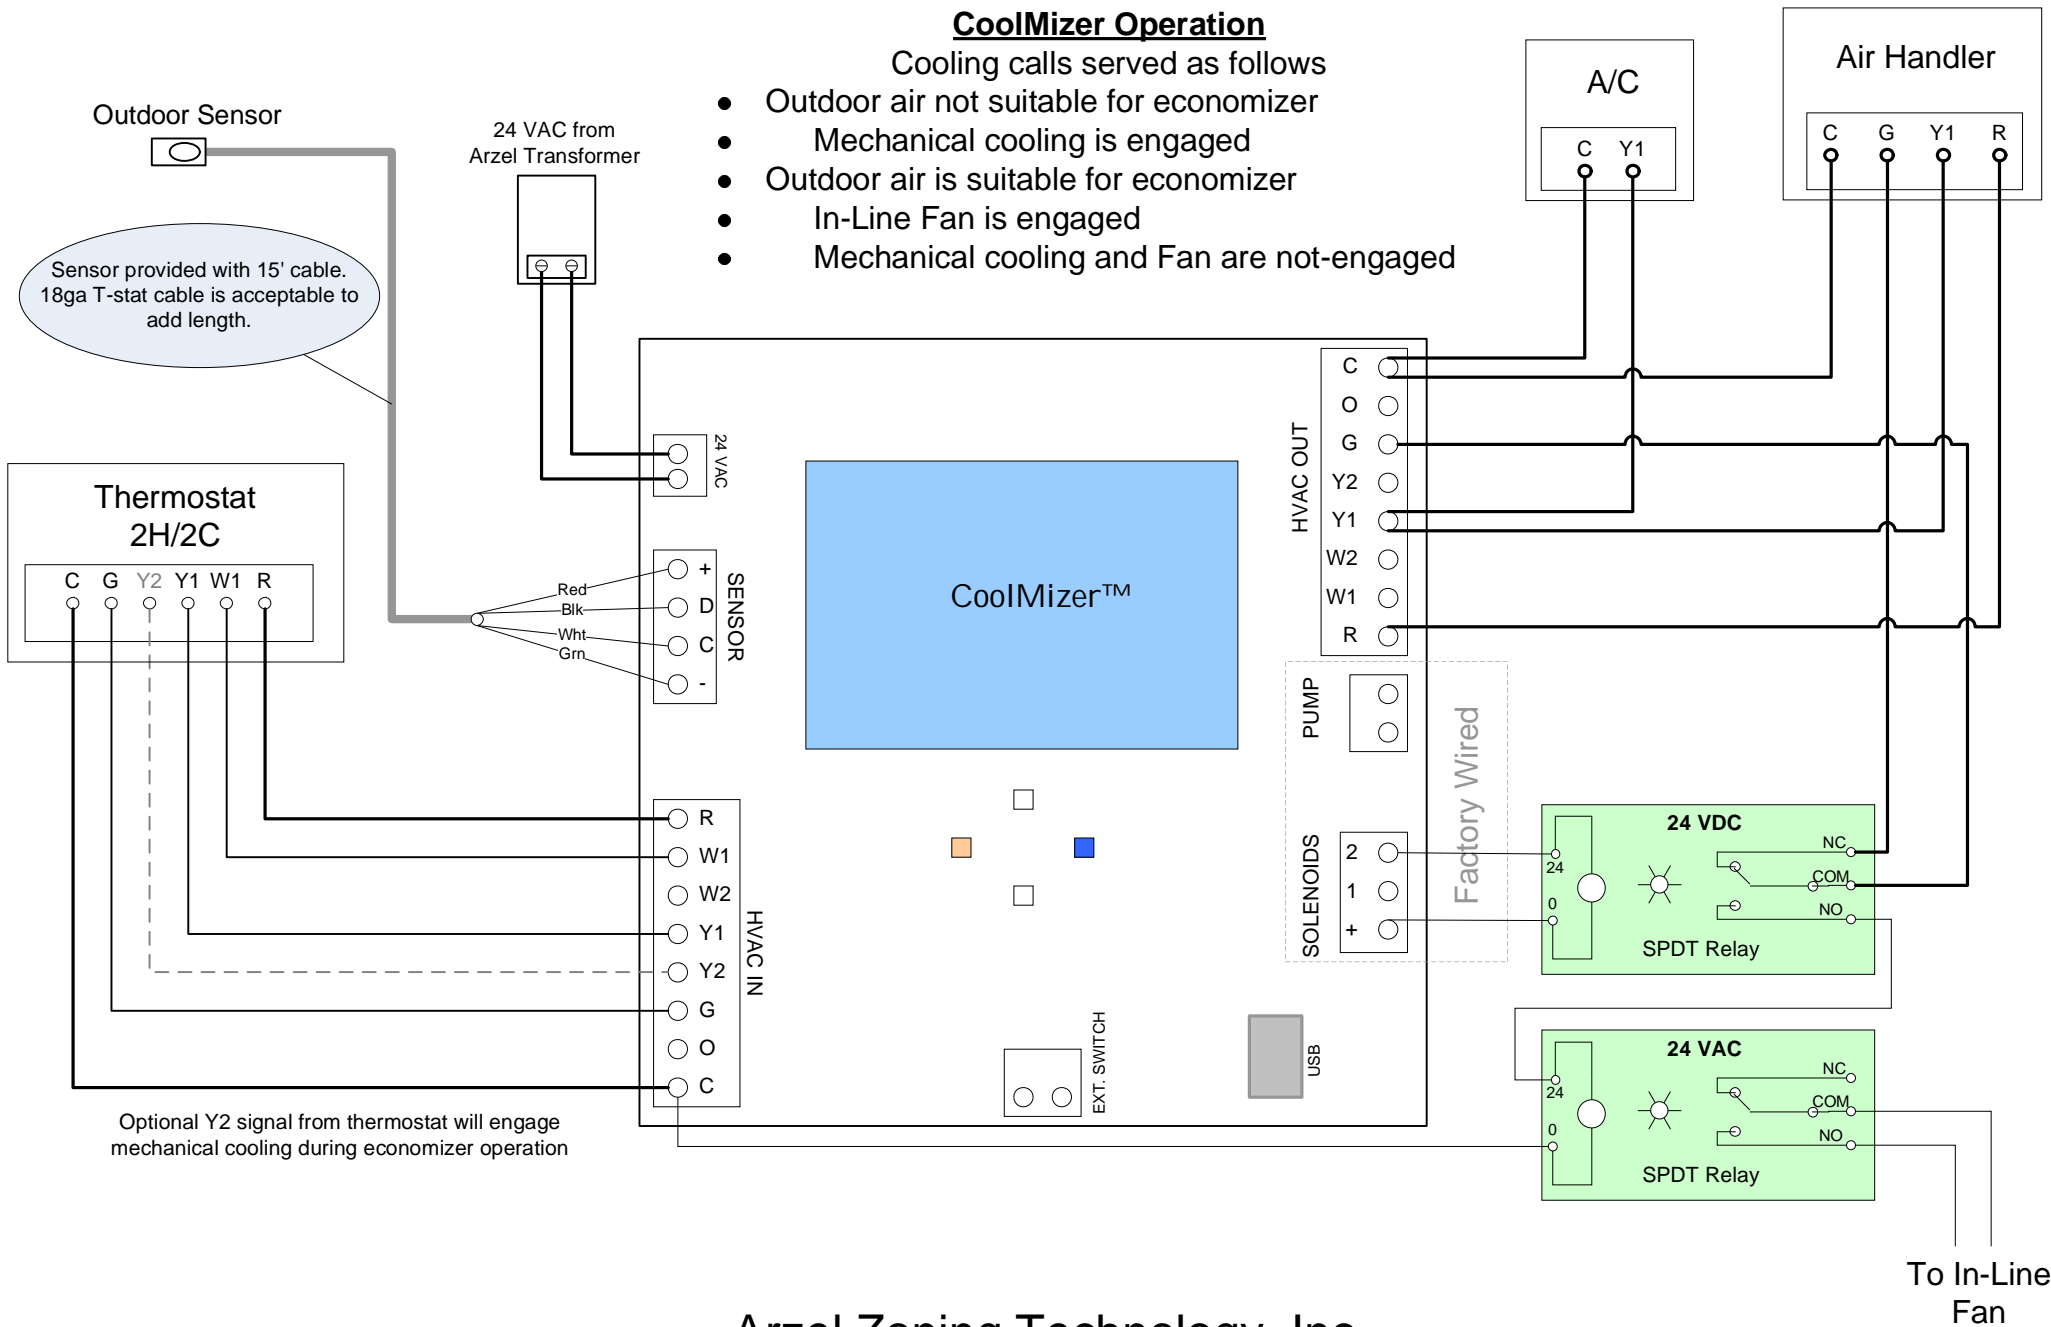 CoolMizer Operation
Cooling calls served as follows
• Outdoor air not suitable for economizer
• Mechanical cooling is engaged
• Outdoor air is suitable for economizer
• In-Line Fan is engaged
• Mechanical cooling and Fan are not-engaged
A/C
C Y1
Air Handler
C G Y1 R
Outdoor Sensor
24 VAC from
Arzel Transformer
Sensor provided with 15' cable.
18ga T-stat cable is acceptable to
add length.
Thermostat
2H/2C
C G Y2 Y1 W1 R
24 VAC
Red
Blk
Wht
Grn
+
D
C
-
SENSOR
CoolMizer™
HVAC OUT
C
O
G
Y2
Y1
W2
W1
R
PUMP
Factory Wired
SOLENOIDS
2
1
+
R
W1
W2
Y1
Y2
G
O
C
HVAC IN
EXT. SWITCH
USB
24 VDC
24
0
NC
COM
NO
SPDT Relay
24 VAC
24
0
NC
COM
NO
SPDT Relay
Optional Y2 signal from thermostat will engage
mechanical cooling during economizer operation
To In-Line
Fan
Arzel Zoning Technology, Inc